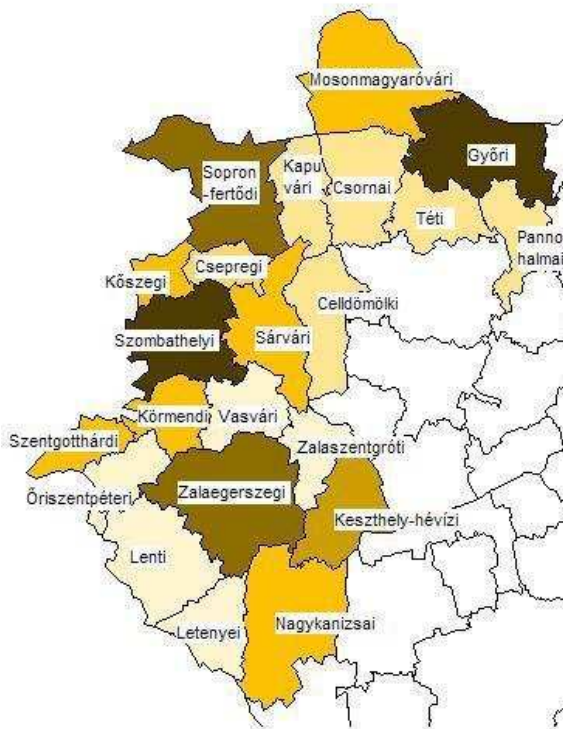 Mosonmagyaróvári
Győri
Sopron
-fertődi
Kapu
vári
Csornai
Téti
Panno
halmai
Csepregi
Kőszegi
Celldömölki
Szombathelyi
Sárvári
Körmendi
Vasvári
Szentgotthárdi
Zalaszentgróti
Őriszentpéteri
Zalaegerszegi
Keszthely-hévízi
Lenti
Letenyei
Nagykanizsai